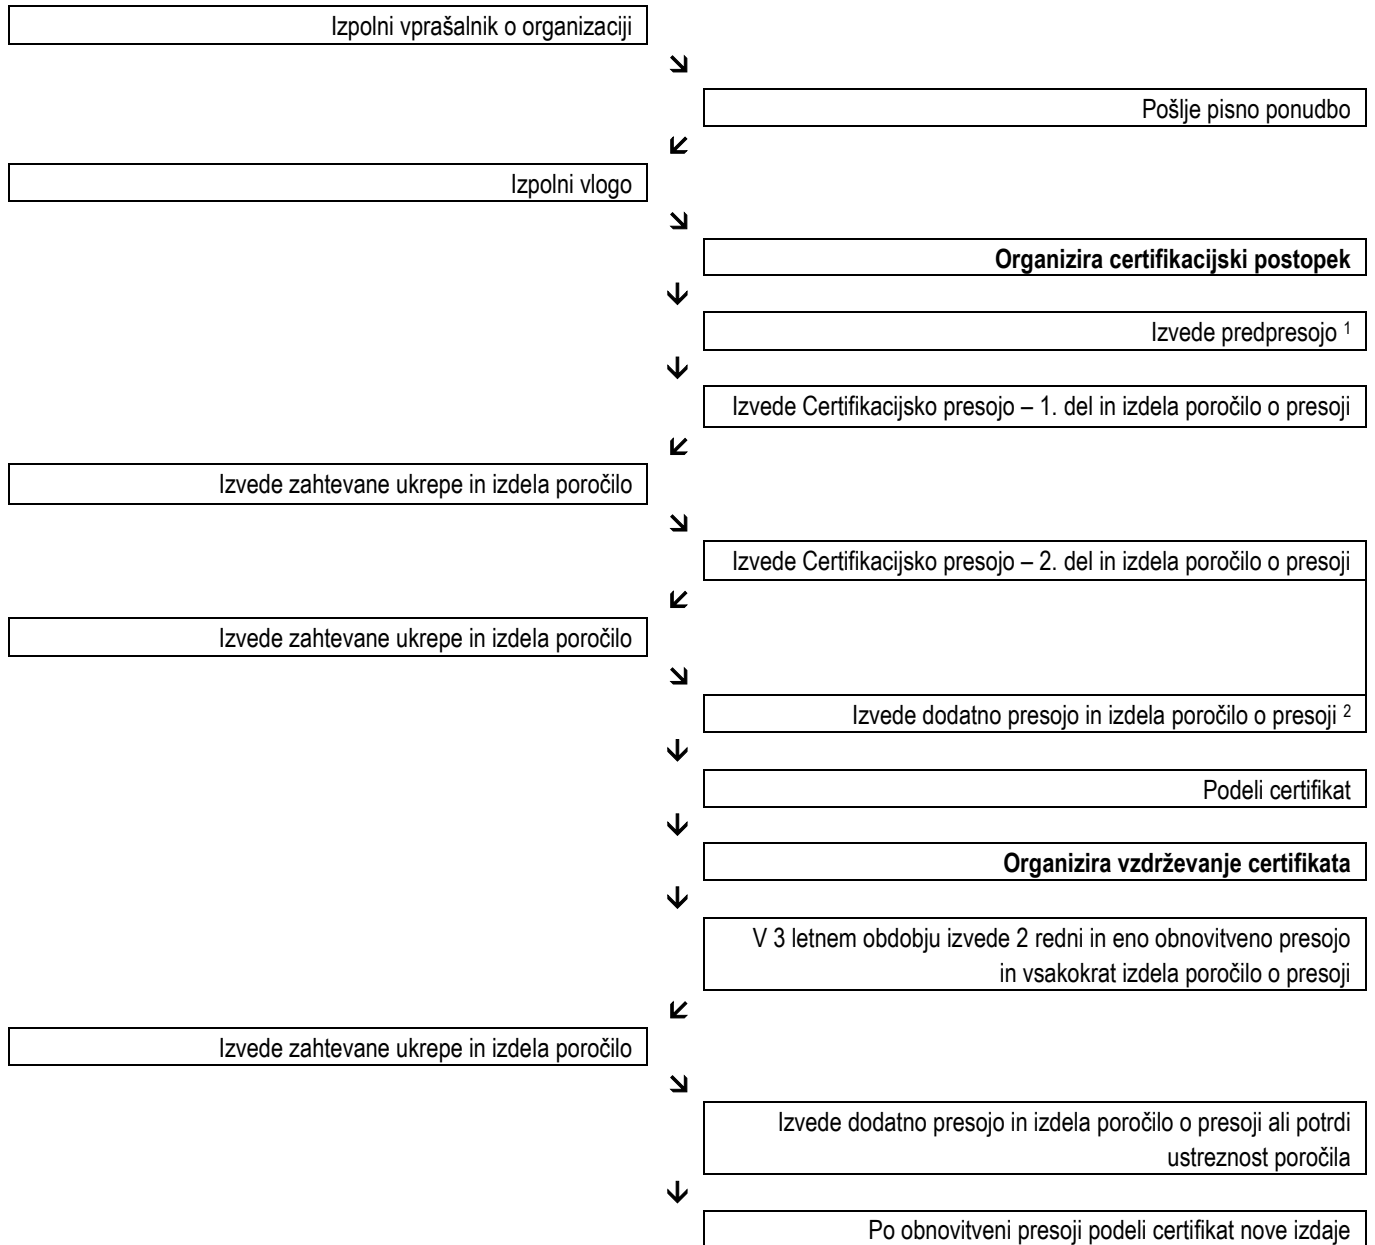 Izpolni vprašalnik o organizaciji
Pošlje pisno ponudbo
Izpolni vlogo
Organizira certifikacijski postopek
Izvede predpresojo 1
Izvede Certifikacijsko presojo – 1. del in izdela poročilo o presoji
Izvede zahtevane ukrepe in izdela poročilo
Izvede Certifikacijsko presojo – 2. del in izdela poročilo o presoji
Izvede zahtevane ukrepe in izdela poročilo
Izvede dodatno presojo in izdela poročilo o presoji 2
Podeli certifikat
Organizira vzdrževanje certifikata
V 3 letnem obdobju izvede 2 redni in eno obnovitveno presojo
in vsakokrat izdela poročilo o presoji
Izvede zahtevane ukrepe in izdela poročilo
Izvede dodatno presojo in izdela poročilo o presoji ali potrdi
ustreznost poročila
Po obnovitveni presoji podeli certifikat nove izdaje